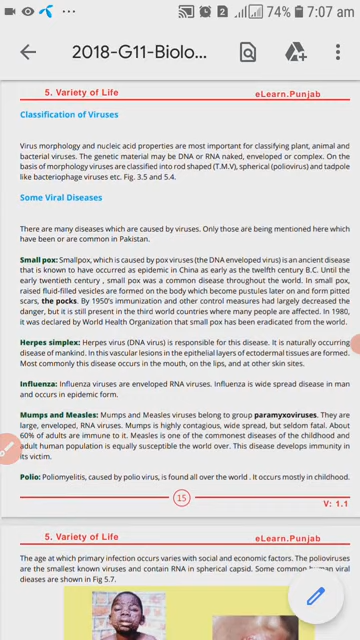 74% 7:07 am
2018-G11-Biolo...
5. Variety of Life
eLearn.Punjab
Classification of Viruses
Virus morphology and nucleic acid properties are most important for classifying plant, animal and
bacterial viruses. The genetic material may be DNA or RNA naked, enveloped or complex. On the
basis of morphology viruses are classified into rod shaped (T.M.V), spherical (poliovirus) and tadpole
like bacteriophage viruses etc. Fig. 3.5 and 5.4.
Some Viral Diseases
There are many diseases which are caused by viruses. Only those are being mentioned here which
have been or are common in Pakistan.
Small pox: Smallpox, which is caused by pox viruses (the DNA enveloped virus) is an ancient disease
that is known to have occurred as epidemic in China as early as the twelfth century B.C. Until the
early twentieth century , small pox was a common disease throughout the world. In small pox,
raised fluid-filled vesicles are formed on the body which become pustules later on and form pitted
scars, the pocks. By 1950's immunization and other control measures had largely decreased the
danger, but it is still present in the third world countries where many people are affected. In 1980,
it was declared by World Health Organization that small pox has been eradicated from the world.
Herpes simplex: Herpes virus (DNA virus) is responsible for this disease. It is naturally occurring
disease of mankind. In this vascular lesions in the epithelial layers of ectodermal tissues are formed.
Most commonly this disease occurs in the mouth, on the lips, and at other skin sites.
Influenza: Influenza viruses are enveloped RNA viruses. Influenza is wide spread disease in man
and occurs in epidemic form.
Mumps and Measles: Mumps and Measles viruses belong to group paramyxoviruses. They are
large, enveloped, RNA viruses. Mumps is highly contagious, wide spread, but seldom fatal. About
60% of adults are immune to it. Measles is one of the commonest diseases of the childhood and
adult human population is equally susceptible the world over. This disease develops immunity in
its victim.
Polio: Poliomyelitis, caused by polio virus, is found all over the world . It occurs mostly in childhood.
15
V: 1.1
5. Variety of Life
eLearn.Punjab
The age at which primary infection occurs varies with social and economic factors. The polioviruses
are the smallest known viruses and contain RNA in spherical capsid. Some common human viral
dieases are shown in Fig 5.7.